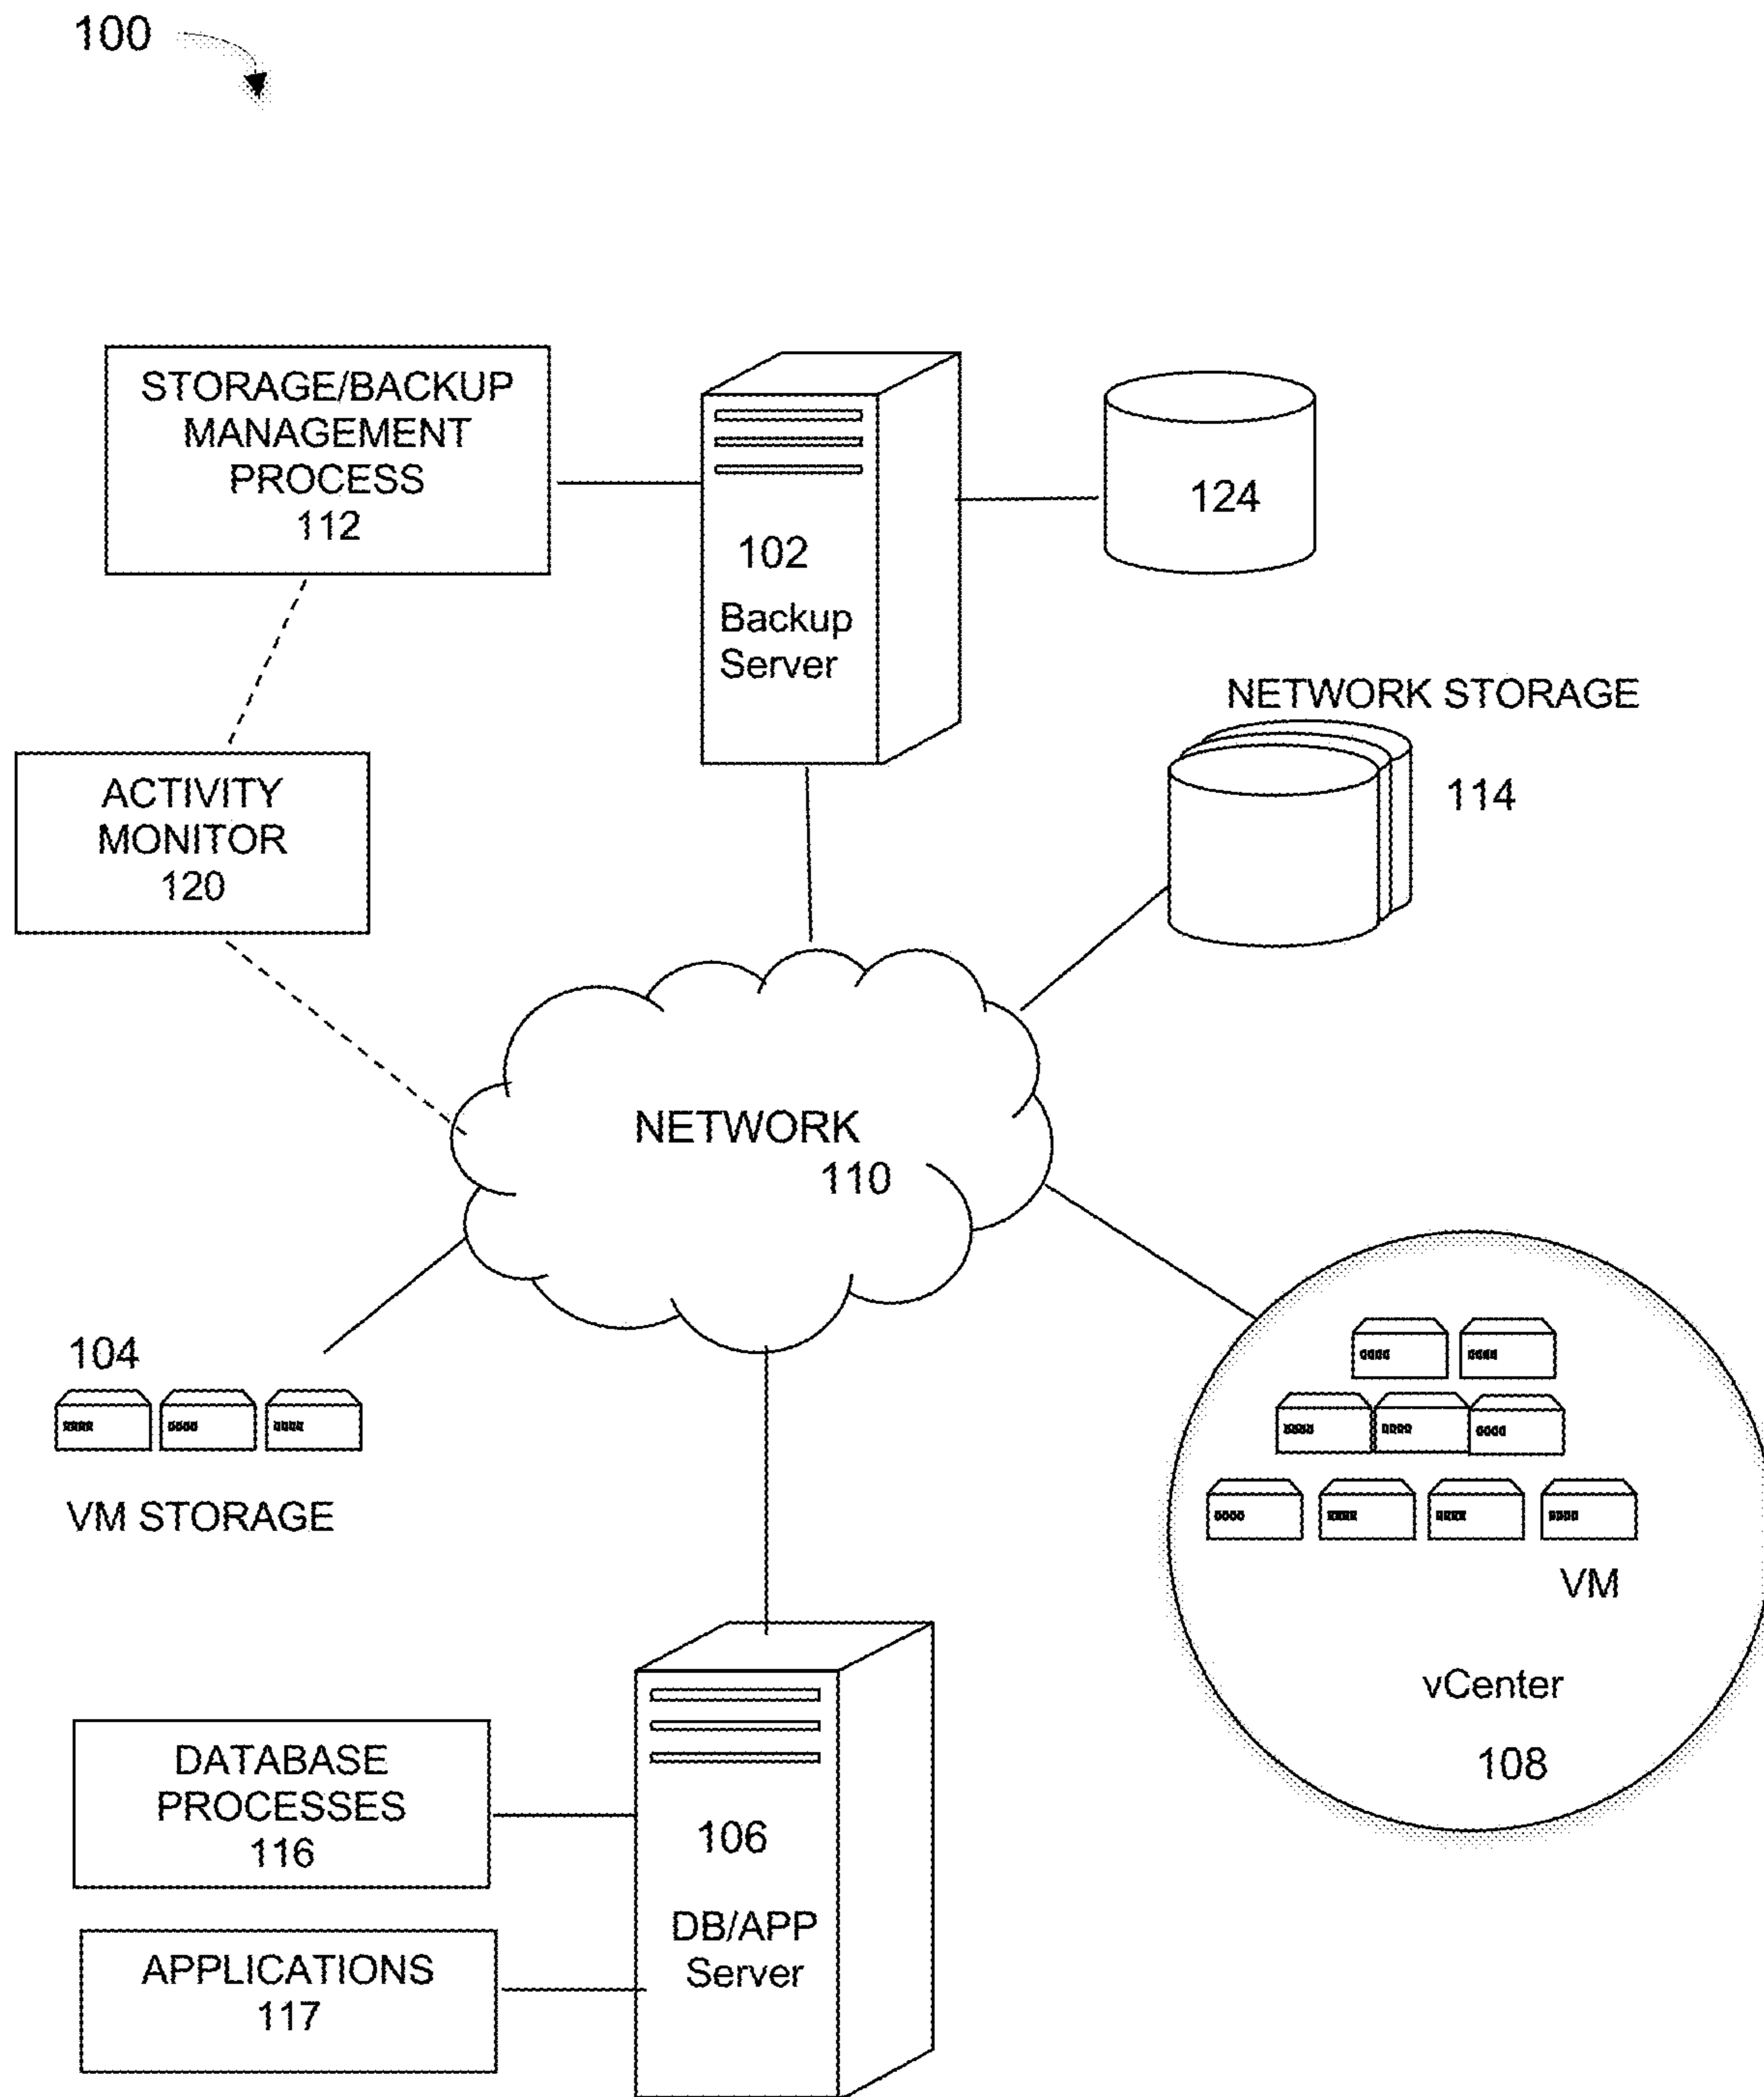 100
STORAGE/BACKUP
MANAGEMENT
PROCESS
112
102
Backup
Server
124
NETWORK STORAGE
114
ACTIVITY
MONITOR
120
NETWORK
110
104
VM STORAGE
VM
vCenter
108
DATABASE
PROCESSES
116
106
DB/APP
Server
APPLICATIONS
117